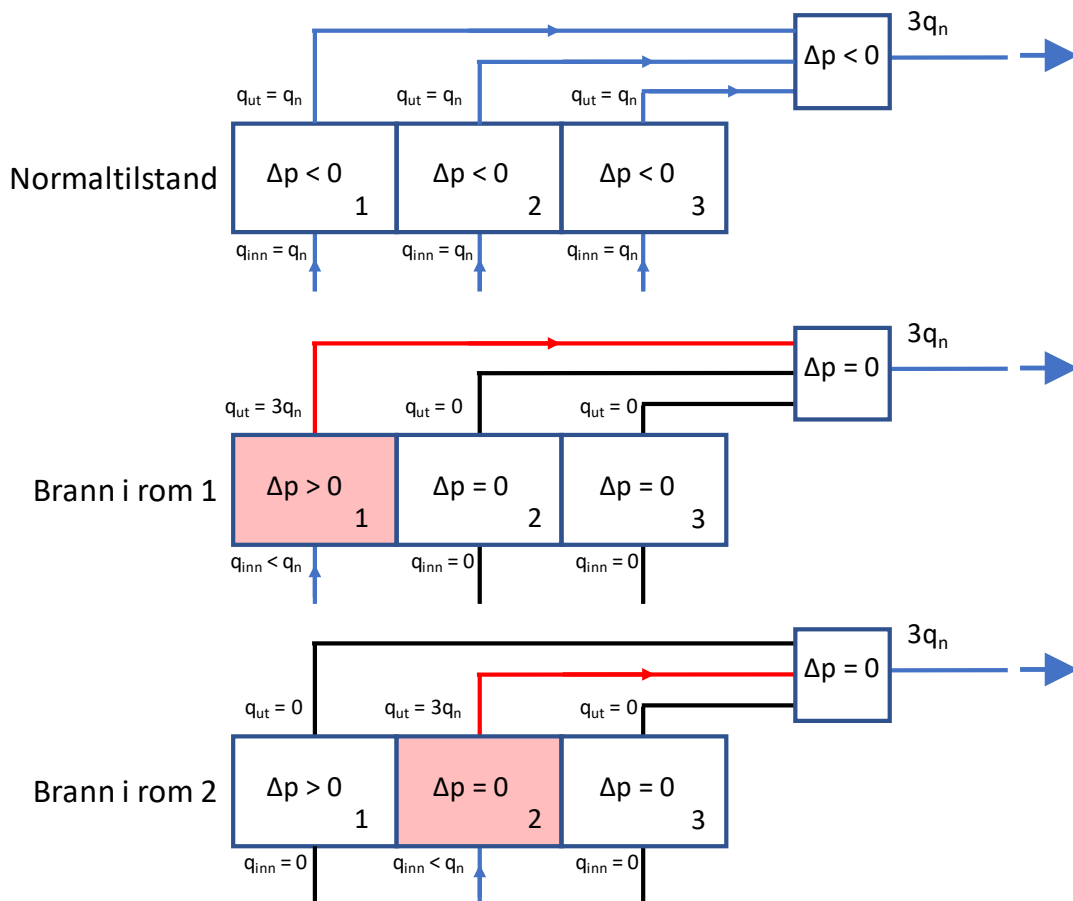 3qₙ
Δp < 0
qᵤₜ = qₙ qᵤₜ = qₙ qᵤₜ = qₙ
Normaltilstand
Δp < 0 Δp < 0 Δp < 0
1 2 3
qᵢₙₙ = qₙ qᵢₙₙ = qₙ qᵢₙₙ = qₙ
3qₙ
Δp = 0
qᵤₜ = 3qₙ qᵤₜ = 0 qᵤₜ = 0
Brann i rom 1
Δp > 0 Δp = 0 Δp = 0
1 2 3
qᵢₙₙ < qₙ qᵢₙₙ = 0 qᵢₙₙ = 0
3qₙ
Δp = 0
qᵤₜ = 0 qᵤₜ = 3qₙ qᵤₜ = 0
Brann i rom 2
Δp > 0 Δp = 0 Δp = 0
1 2 3
qᵢₙₙ = 0 qᵢₙₙ < qₙ qᵢₙₙ = 0